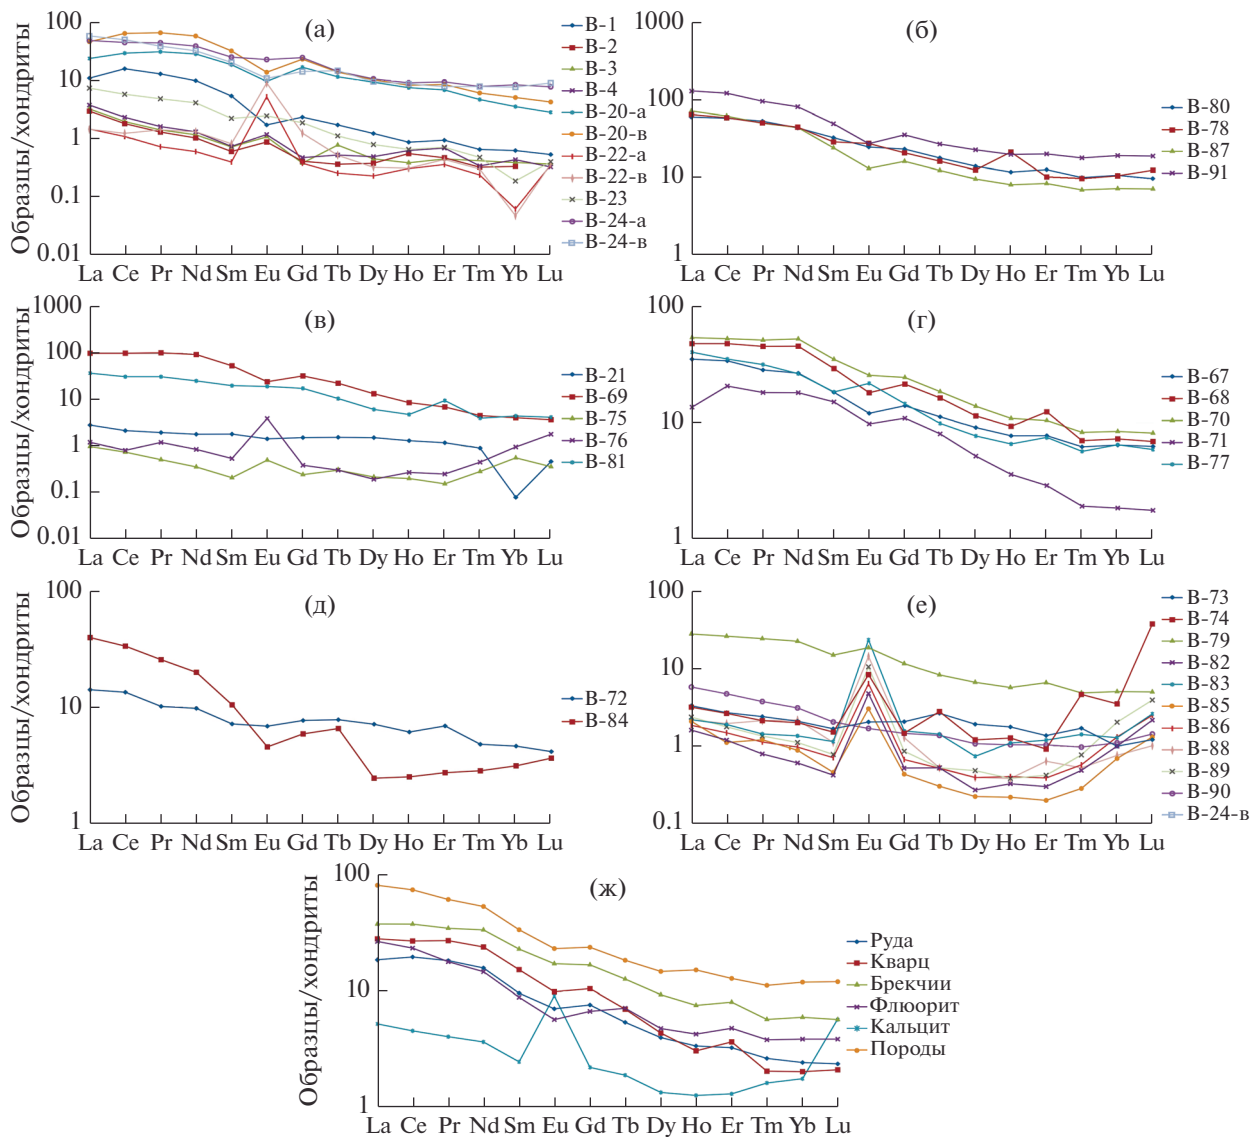 (а)
Образцы/хондриты
100
10
1
0.1
0.01
La Ce Pr Nd Sm Eu Gd Tb Dy Ho Er Tm Yb Lu
В-1
В-2
В-3
В-4
В-20-а
В-20-в
В-22-а
В-22-в
В-23
В-24-а
В-24-в
(б)
Образцы/хондриты
1000
100
10
1
La Ce Pr Nd Sm Eu Gd Tb Dy Ho Er Tm Yb Lu
В-80
В-78
В-87
В-91
(в)
Образцы/хондриты
1000
100
10
1
0.1
0.01
La Ce Pr Nd Sm Eu Gd Tb Dy Ho Er Tm Yb Lu
В-21
В-69
В-75
В-76
В-81
(г)
Образцы/хондриты
100
10
1
La Ce Pr Nd Sm Eu Gd Tb Dy Ho Er Tm Yb Lu
В-67
В-68
В-70
В-71
В-77
(д)
Образцы/хондриты
100
10
1
La Ce Pr Nd Sm Eu Gd Tb Dy Ho Er Tm Yb Lu
В-72
В-84
(е)
Образцы/хондриты
100
10
1
0.1
La Ce Pr Nd Sm Eu Gd Tb Dy Ho Er Tm Yb Lu
В-73
В-74
В-79
В-82
В-83
В-85
В-86
В-88
В-89
В-90
В-24-в
(ж)
Образцы/хондриты
100
10
1
La Ce Pr Nd Sm Eu Gd Tb Dy Ho Er Tm Yb Lu
Руда
Кварц
Брекчии
Флюорит
Кальцит
Породы